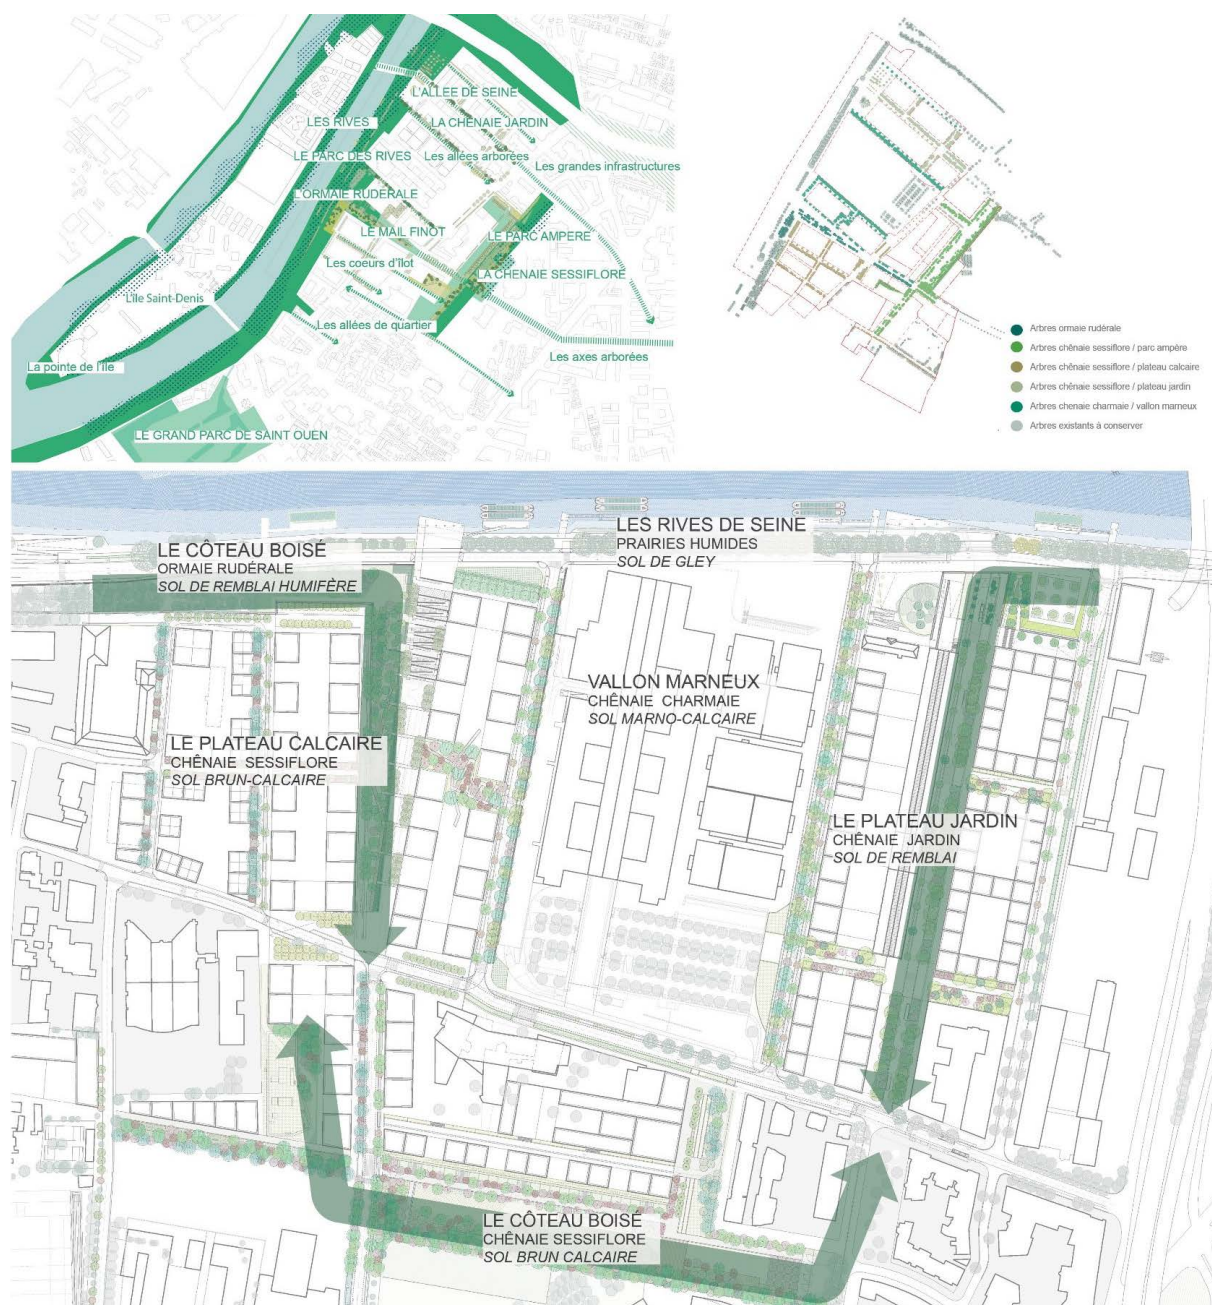 L'ALLEE DE SEINE
LES RIVES
LA CHÊNAIE JARDIN
LE PARC DES RIVES
Les allées arborées
Les grandes infrastructures
L'ORMAIE RUDÉRALE
LE MAIL FINOT
LE PARC AMPERE
Les coeurs d'îlot
LA CHENAIE SESSIFLORE
L'île Saint-Denis
Les allées de quartier
Les axes arborées
La pointe de l'île
LE GRAND PARC DE SAINT OUEN
Arbres ormaie rudérale
Arbres chênaie sessiflore / parc ampère
Arbres chênaie sessiflore / plateau calcaire
Arbres chênaie sessiflore / plateau jardin
Arbres chenaie charmaie / vallon marneux
Arbres existants à conserver
LE CÔTEAU BOISÉ
ORMAIE RUDÉRALE
SOL DE REMBLAI HUMIFÈRE
LES RIVES DE SEINE
PRAIRIES HUMIDES
SOL DE GLEY
VALLON MARNEUX
CHÊNAIE CHARMAIE
SOL MARNO-CALCAIRE
LE PLATEAU CALCAIRE
CHÊNAIE SESSIFLORE
SOL BRUN-CALCAIRE
LE PLATEAU JARDIN
CHÊNAIE JARDIN
SOL DE REMBLAI
LE CÔTEAU BOISÉ
CHÊNAIE SESSIFLORE
SOL BRUN CALCAIRE